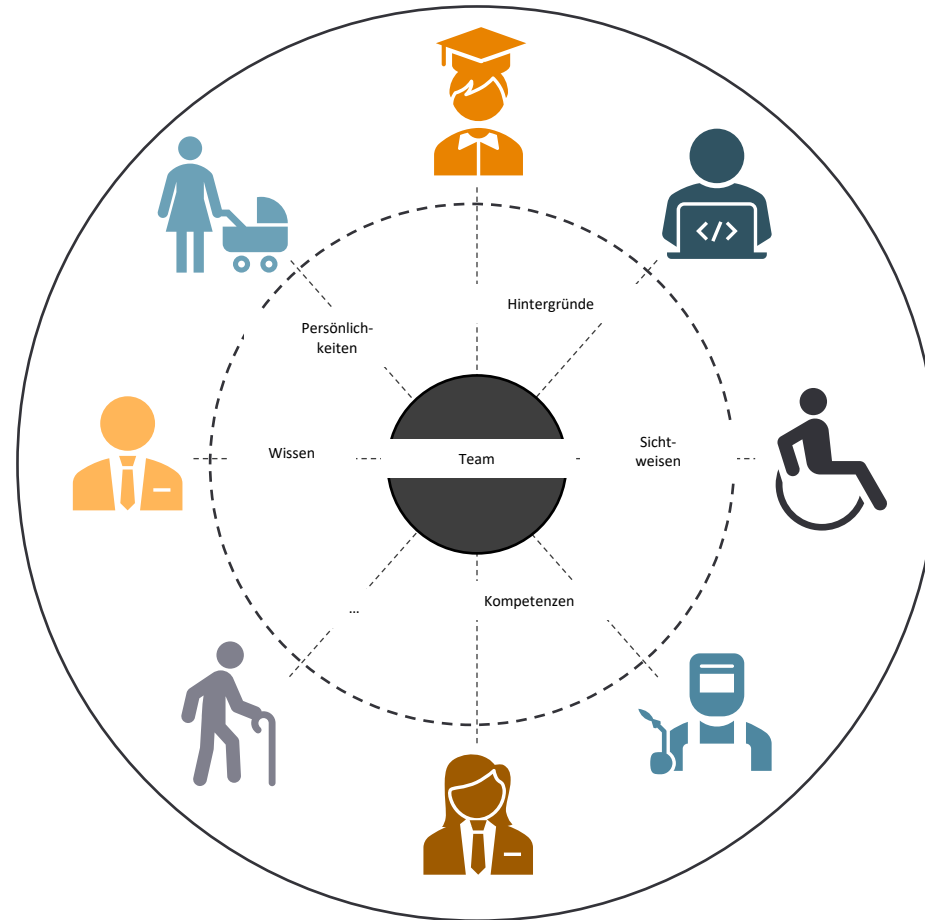 </>
Hintergründe
Persönlich-
keiten
Wissen
Team
Sicht-
weisen
...
Kompetenzen